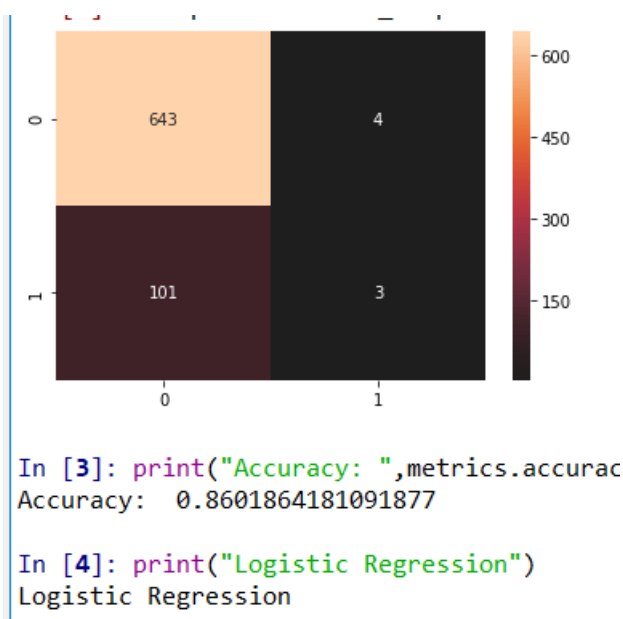 600
0 643 4
450
300
1 101 3
150
0 1
In [3]: print("Accuracy: ",metrics.accurac
Accuracy:  0.8601864181091877
In [4]: print("Logistic Regression")
Logistic Regression